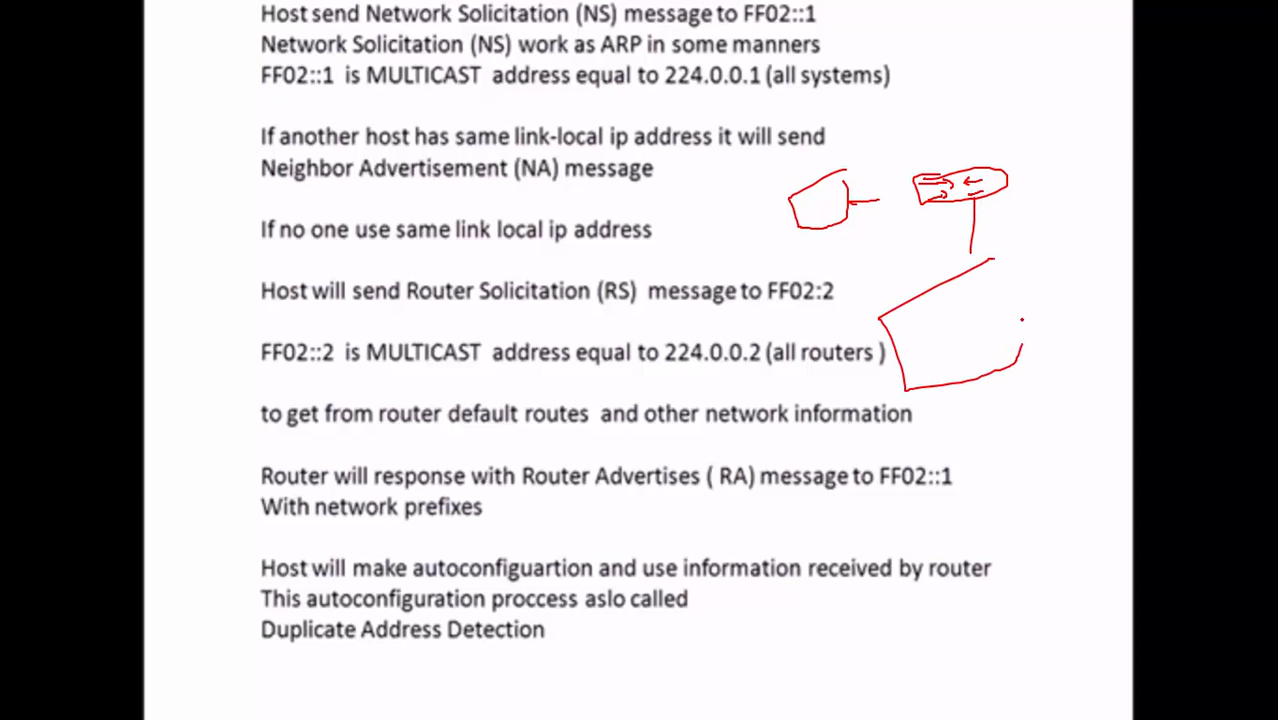 Host send Network Solicitation (NS) message to FF02::1
Network Solicitation (NS) work as ARP in some manners
FF02::1 is MULTICAST address equal to 224.0.0.1 (all systems)
If another host has same link-local ip address it will send
Neighbor Advertisement (NA) message
If no one use same link local ip address
Host will send Router Solicitation (RS) message to FF02:2
FF02::2 is MULTICAST address equal to 224.0.0.2 (all routers )
to get from router default routes and other network information
Router will response with Router Advertises ( RA) message to FF02::1
With network prefixes
Host will make autoconfiguartion and use information received by router
This autoconfiguration proccess aslo called
Duplicate Address Detection